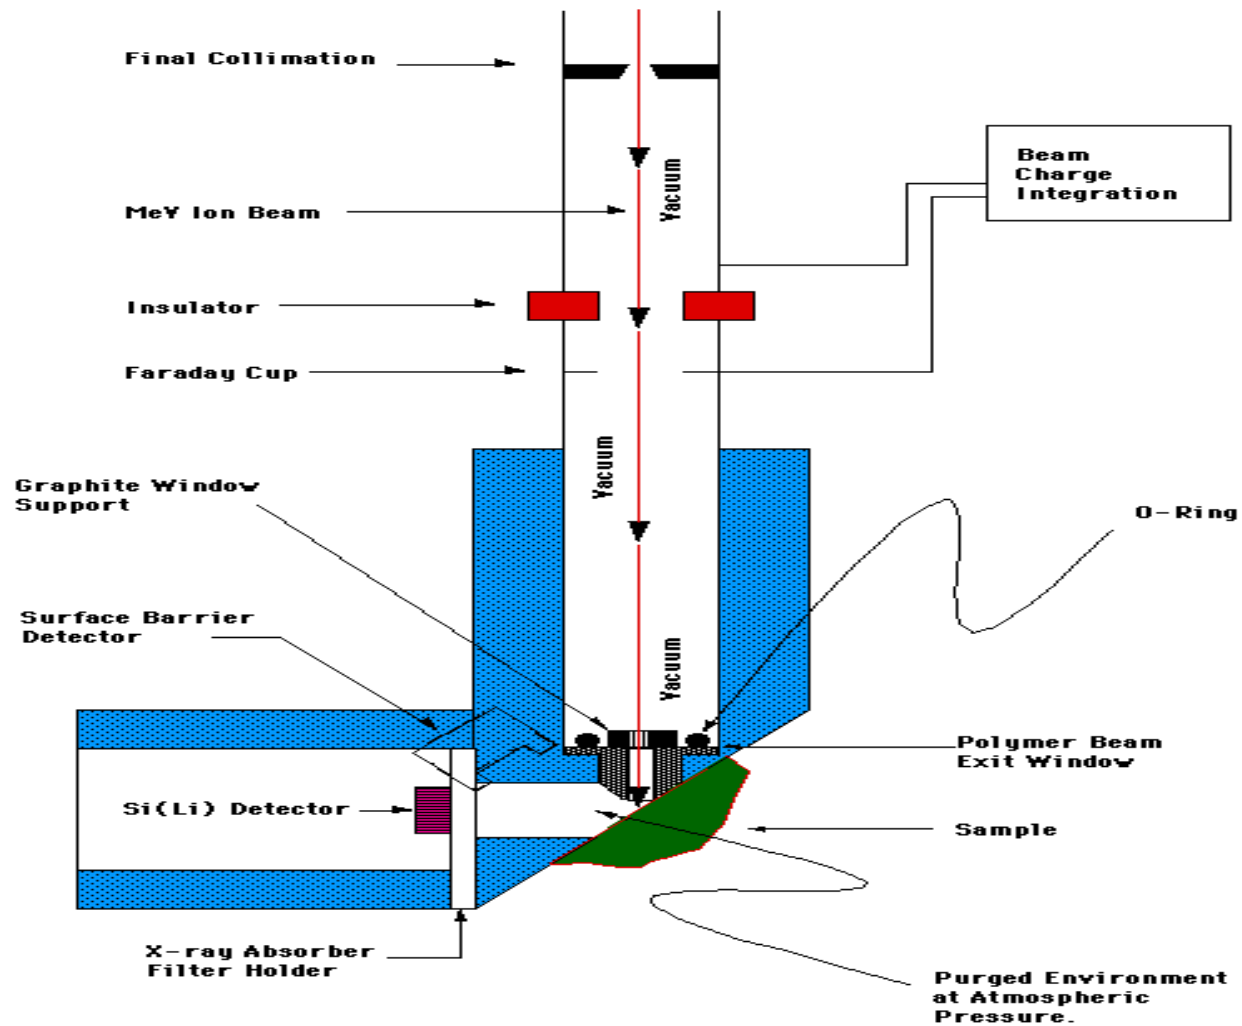 Final Collimation
Beam
Charge
Integration
Vacuum
MeV Ion Beam
Insulator
Faraday Cup
Vacuum
Graphite Window
Support
O-Ring
Surface Barrier
Detector
Vacuum
Polymer Beam
Exit Window
Si(Li) Detector
Sample
X-ray Absorber
Filter Holder
Purged Environment
at Atmospheric
Pressure.